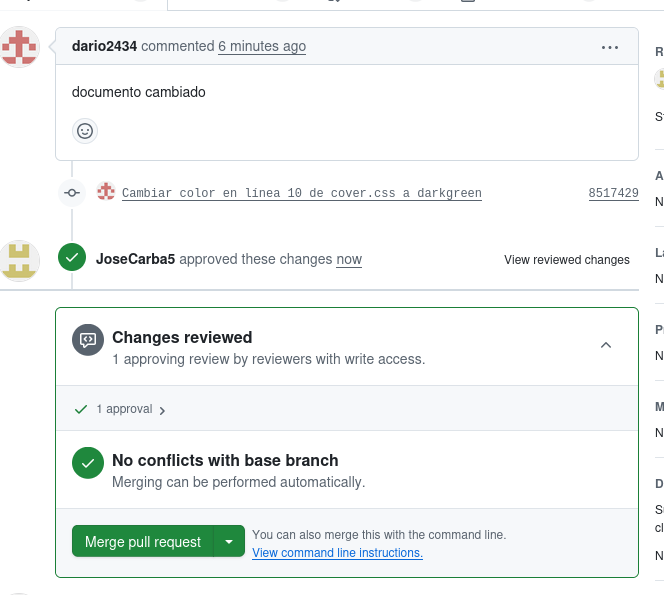 dario2434 commented 6 minutes ago
documento cambiado
Cambiar color en línea 10 de cover.css a darkgreen 8517429
JoseCarba5 approved these changes now View reviewed changes
Changes reviewed
1 approving review by reviewers with write access.
1 approval
No conflicts with base branch
Merging can be performed automatically.
Merge pull request
You can also merge this with the command line.
View command line instructions.